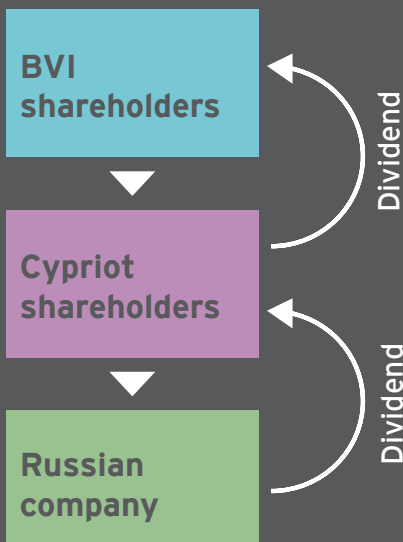 BVI
shareholders
Dividend
Cypriot
shareholders
Dividend
Russian
company